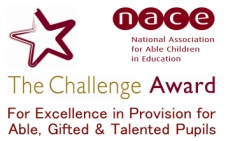 nace
National Association
for Able Children
in Education
The Challenge Award
For Excellence in Provision for
Able, Gifted & Talented Pupils